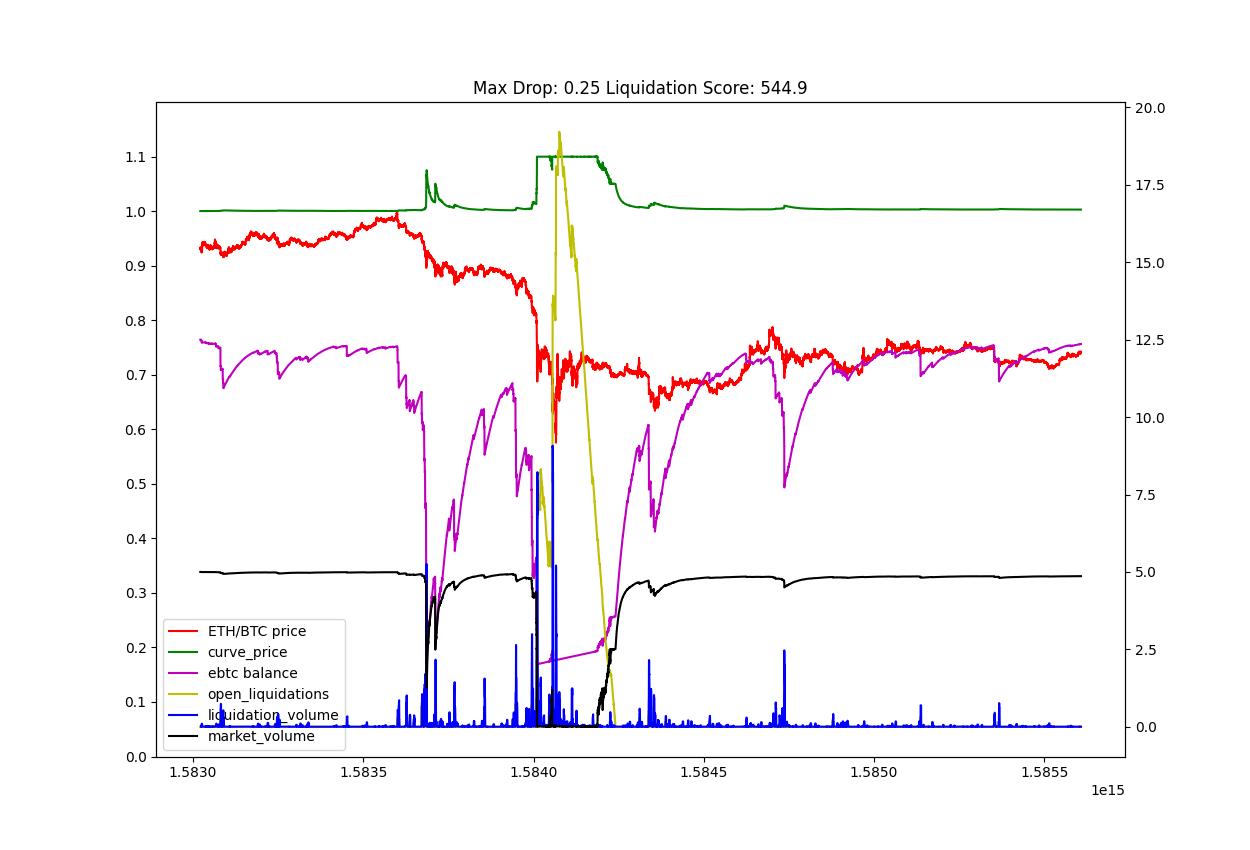 Max Drop: 0.25 Liquidation Score: 544.9
1.1
1.0
0.9
0.8
0.7
0.6
0.5
0.4
0.3
0.2
0.1
0.0
20.0
17.5
15.0
12.5
10.0
7.5
5.0
2.5
0.0
ETH/BTC price
curve_price
ebtc balance
open_liquidations
liquidation_volume
market_volume
1.5830 1.5835 1.5840 1.5845 1.5850 1.5855
1e15